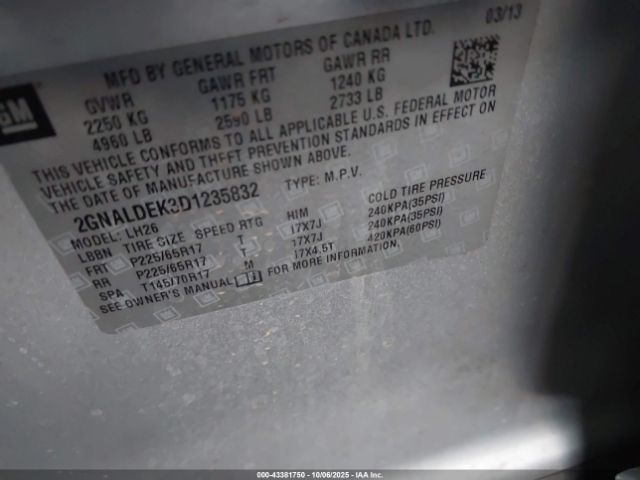 GM
03/13
MFD BY GENERAL MOTORS OF CANADA LTD.
GVWR GAWR FRT GAWR RR
2250 KG 1175 KG 1240 KG
4960 LB 2590 LB 2733 LB
THIS VEHICLE CONFORMS TO ALL APPLICABLE U.S. FEDERAL MOTOR
VEHICLE SAFETY AND THEFT PREVENTION STANDARDS IN EFFECT ON
THE DATE OF MANUFACTURE SHOWN ABOVE.
2GNALDEK3D1235832 TYPE: M.P.V.
MODEL: LH26
LBBN TIRE SIZE SPEED RTG RIM COLD TIRE PRESSURE
FRT P225/65R17 T 17X7J 240KPA(35PSI)
RR P225/65R17 T 17X7J 240KPA(35PSI)
SPA T145/70R17 M 17X4.5T 420KPA(60PSI)
SEE OWNER'S MANUAL FOR MORE INFORMATION.
000-43381750 | 10/06/2025 | IAA Inc.